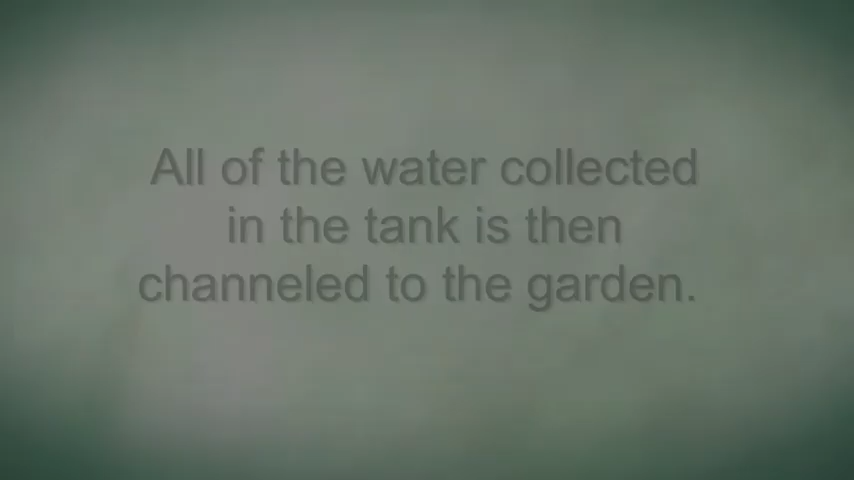 All of the water collected
in the tank is then
channeled to the garden.